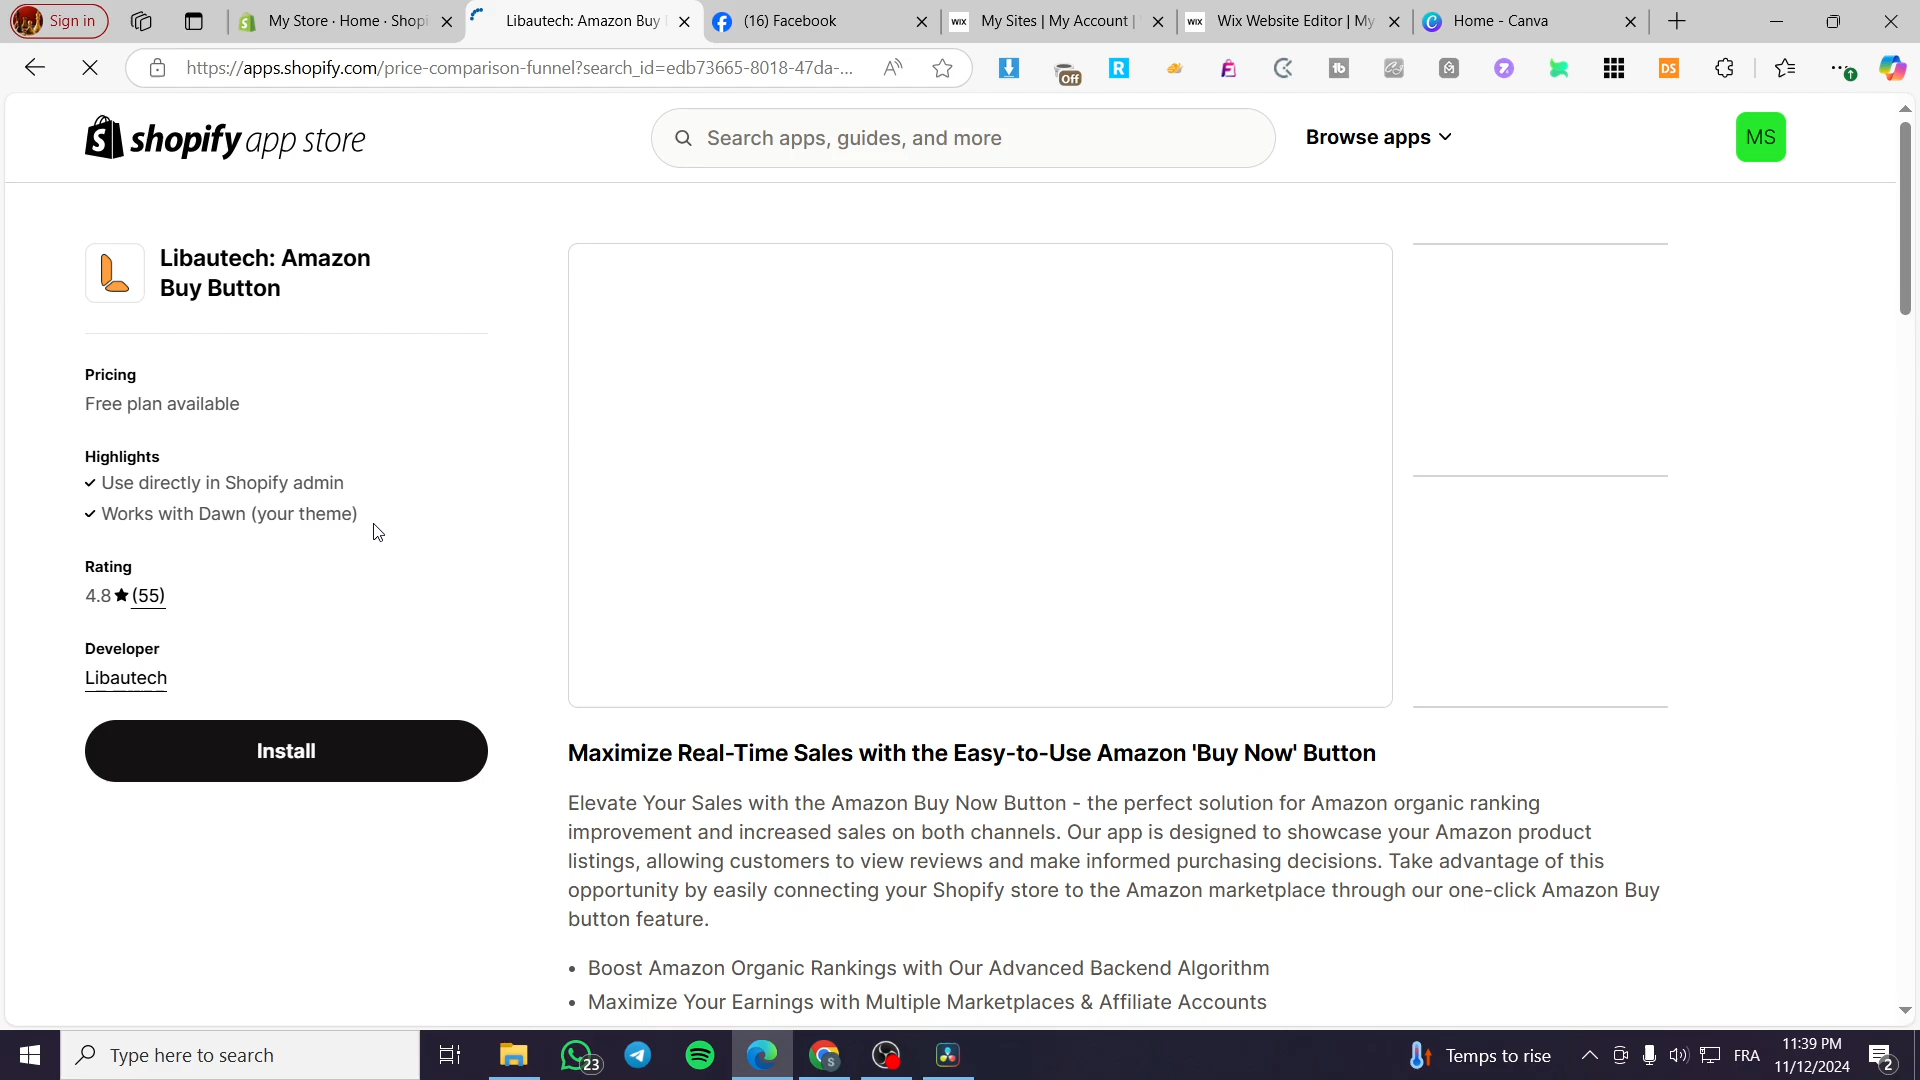 Sign in
My Store · Home · Shopi
Libautech: Amazon Buy
(16) Facebook
WIX My Sites | My Account |
WIX Wix Website Editor | My
Home - Canva
https://apps.shopify.com/price-comparison-funnel?search_id=edb73665-8018-47da-...
Off
R
tb
DS
shopify app store
Search apps, guides, and more
Browse apps
MS
Libautech: Amazon
Buy Button
Pricing
Free plan available
Highlights
Use directly in Shopify admin
Works with Dawn (your theme)
Rating
4.8★ (55)
Developer
Libautech
Install
Maximize Real-Time Sales with the Easy-to-Use Amazon 'Buy Now' Button
Elevate Your Sales with the Amazon Buy Now Button - the perfect solution for Amazon organic ranking
improvement and increased sales on both channels. Our app is designed to showcase your Amazon product
listings, allowing customers to view reviews and make informed purchasing decisions. Take advantage of this
opportunity by easily connecting your Shopify store to the Amazon marketplace through our one-click Amazon Buy
button feature.
• Boost Amazon Organic Rankings with Our Advanced Backend Algorithm
• Maximize Your Earnings with Multiple Marketplaces & Affiliate Accounts
Type here to search
23
Temps to rise
FRA
11:39 PM
11/12/2024
2